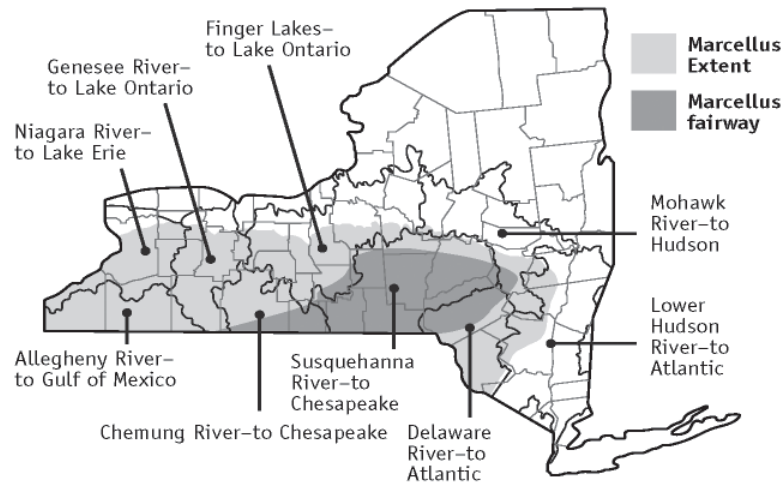 Finger Lakes–
to Lake Ontario
Genesee River–
to Lake Ontario
Niagara River–
to Lake Erie
Marcellus
Extent
Marcellus
fairway
Mohawk
River–to
Hudson
Lower
Hudson
River–to
Atlantic
Allegheny River–
to Gulf of Mexico
Susquehanna
River–to
Chesapeake
Chemung River–to Chesapeake
Delaware
River–to
Atlantic